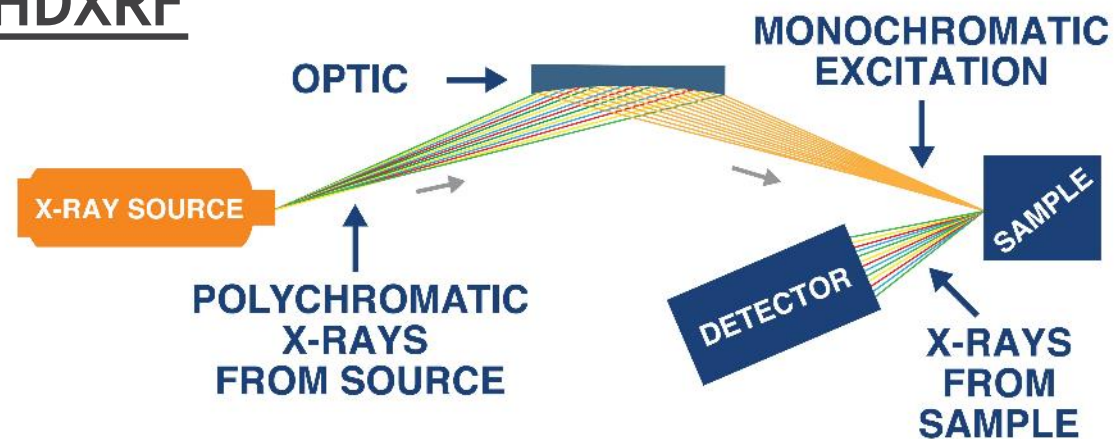 HDXRF
MONOCHROMATIC
EXCITATION
OPTIC
X-RAY SOURCE
SAMPLE
DETECTOR
POLYCHROMATIC
X-RAYS
FROM SOURCE
X-RAYS
FROM
SAMPLE